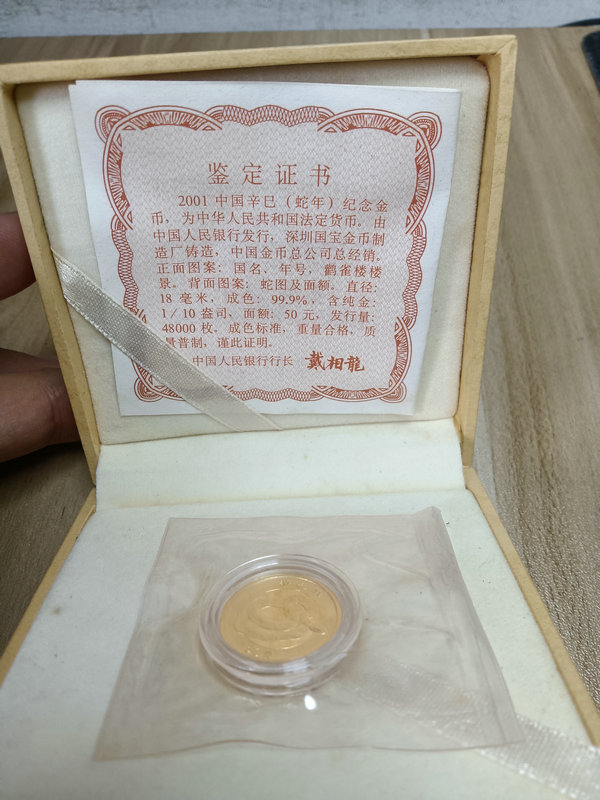 鉴定证书
2001 中国辛巳（蛇年）纪念金
币，为中华人民共和国法定货币。由
中国人民银行发行，深圳国宝金币制
造厂铸造，中国金币总公司总经销。
正面图案：国名、年号，鹳雀楼楼
景。背面图案：蛇图及面额。直径：
18 毫米，成色：99.9%，含纯金：
1/10 盎司，面额：50 元，发行量：
48000 枚，成色标准，重量合格，质
量普制，谨此证明。
中国人民银行行长 戴相龍